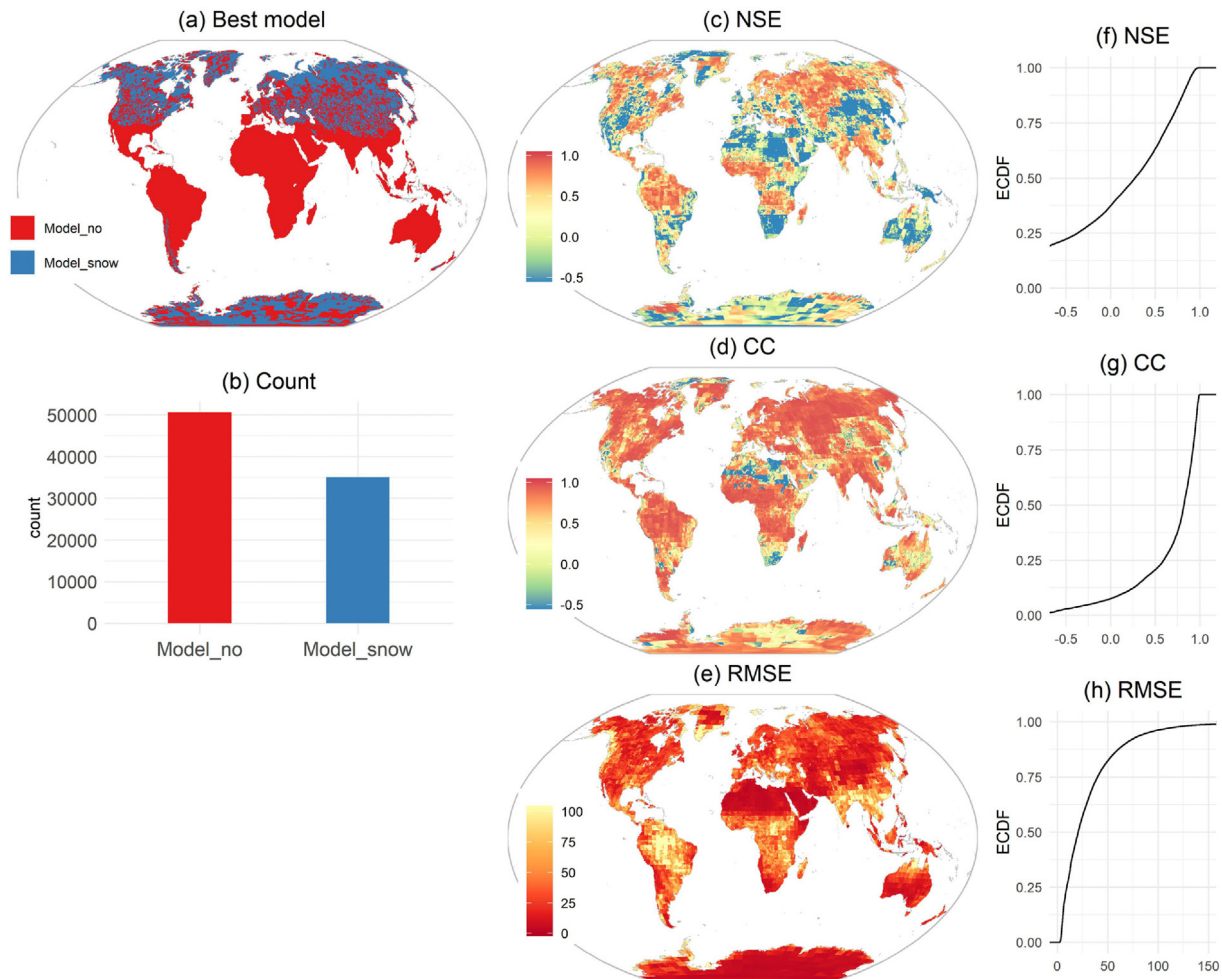 (a) Best model
Model_no
Model_snow
(b) Count
50000
40000
30000
20000
10000
0
count
Model_no
Model_snow
(c) NSE
1.0
0.5
0.0
-0.5
(d) CC
1.0
0.5
0.0
-0.5
(e) RMSE
100
75
50
25
0
(f) NSE
1.00
0.75
0.50
0.25
0.00
ECDF
-0.5 0.0 0.5 1.0
(g) CC
1.00
0.75
0.50
0.25
0.00
ECDF
-0.5 0.0 0.5 1.0
(h) RMSE
1.00
0.75
0.50
0.25
0.00
ECDF
0 50 100 150